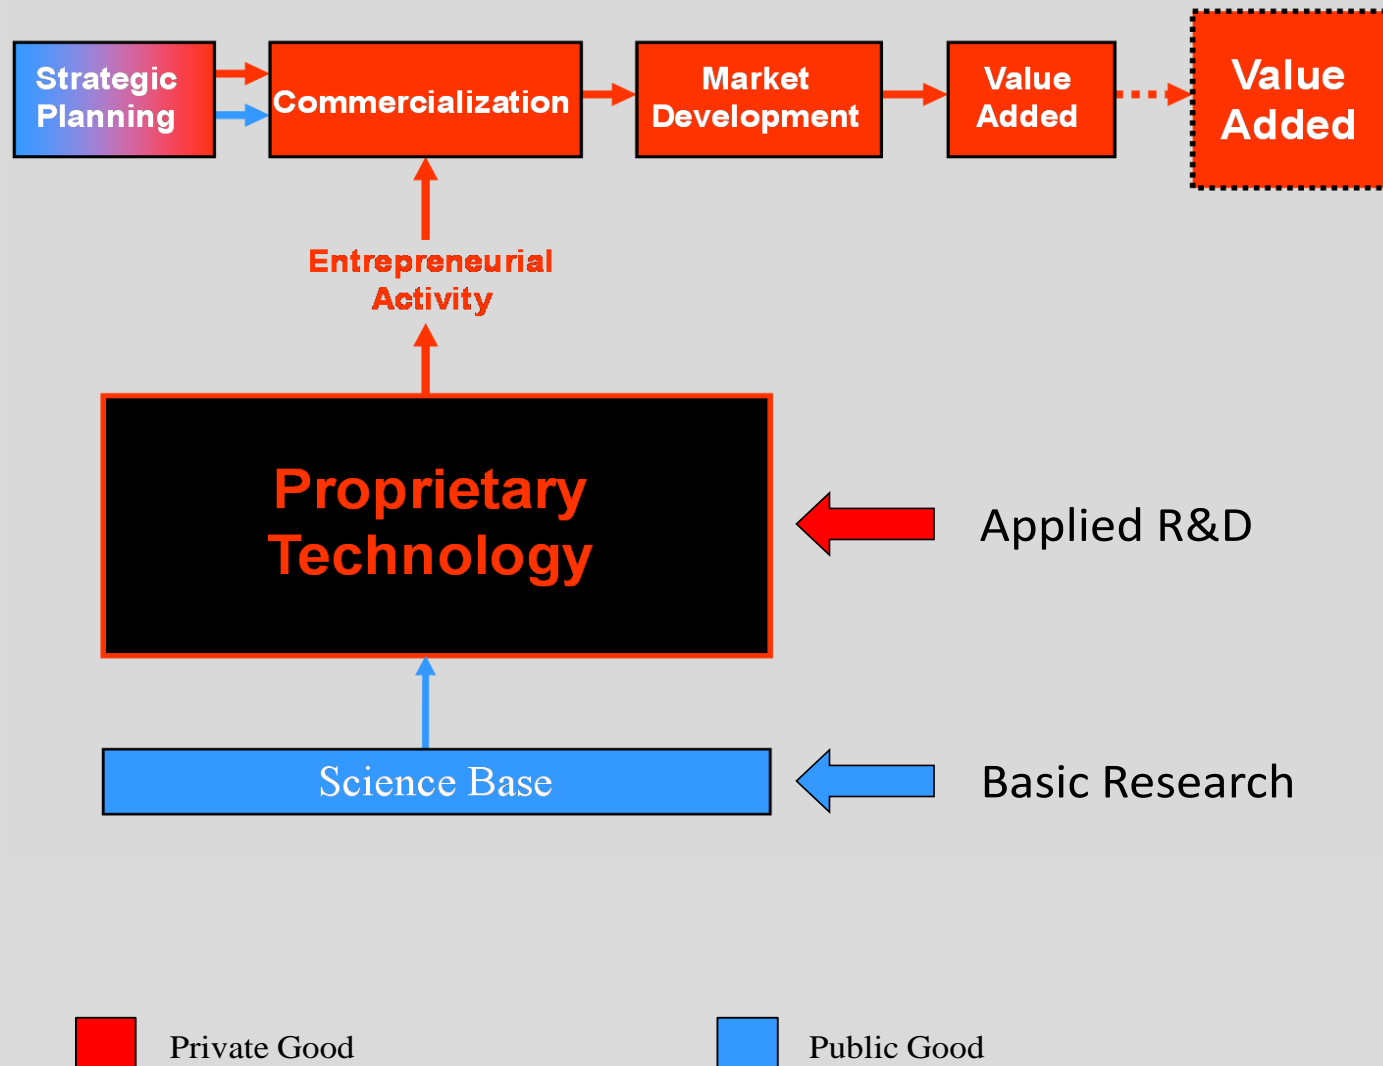 Strategic
Planning
Commercialization
Market
Development
Value
Added
Value
Added
Entrepreneurial
Activity
Proprietary
Technology
Applied R&D
Science Base
Basic Research
Private Good
Public Good